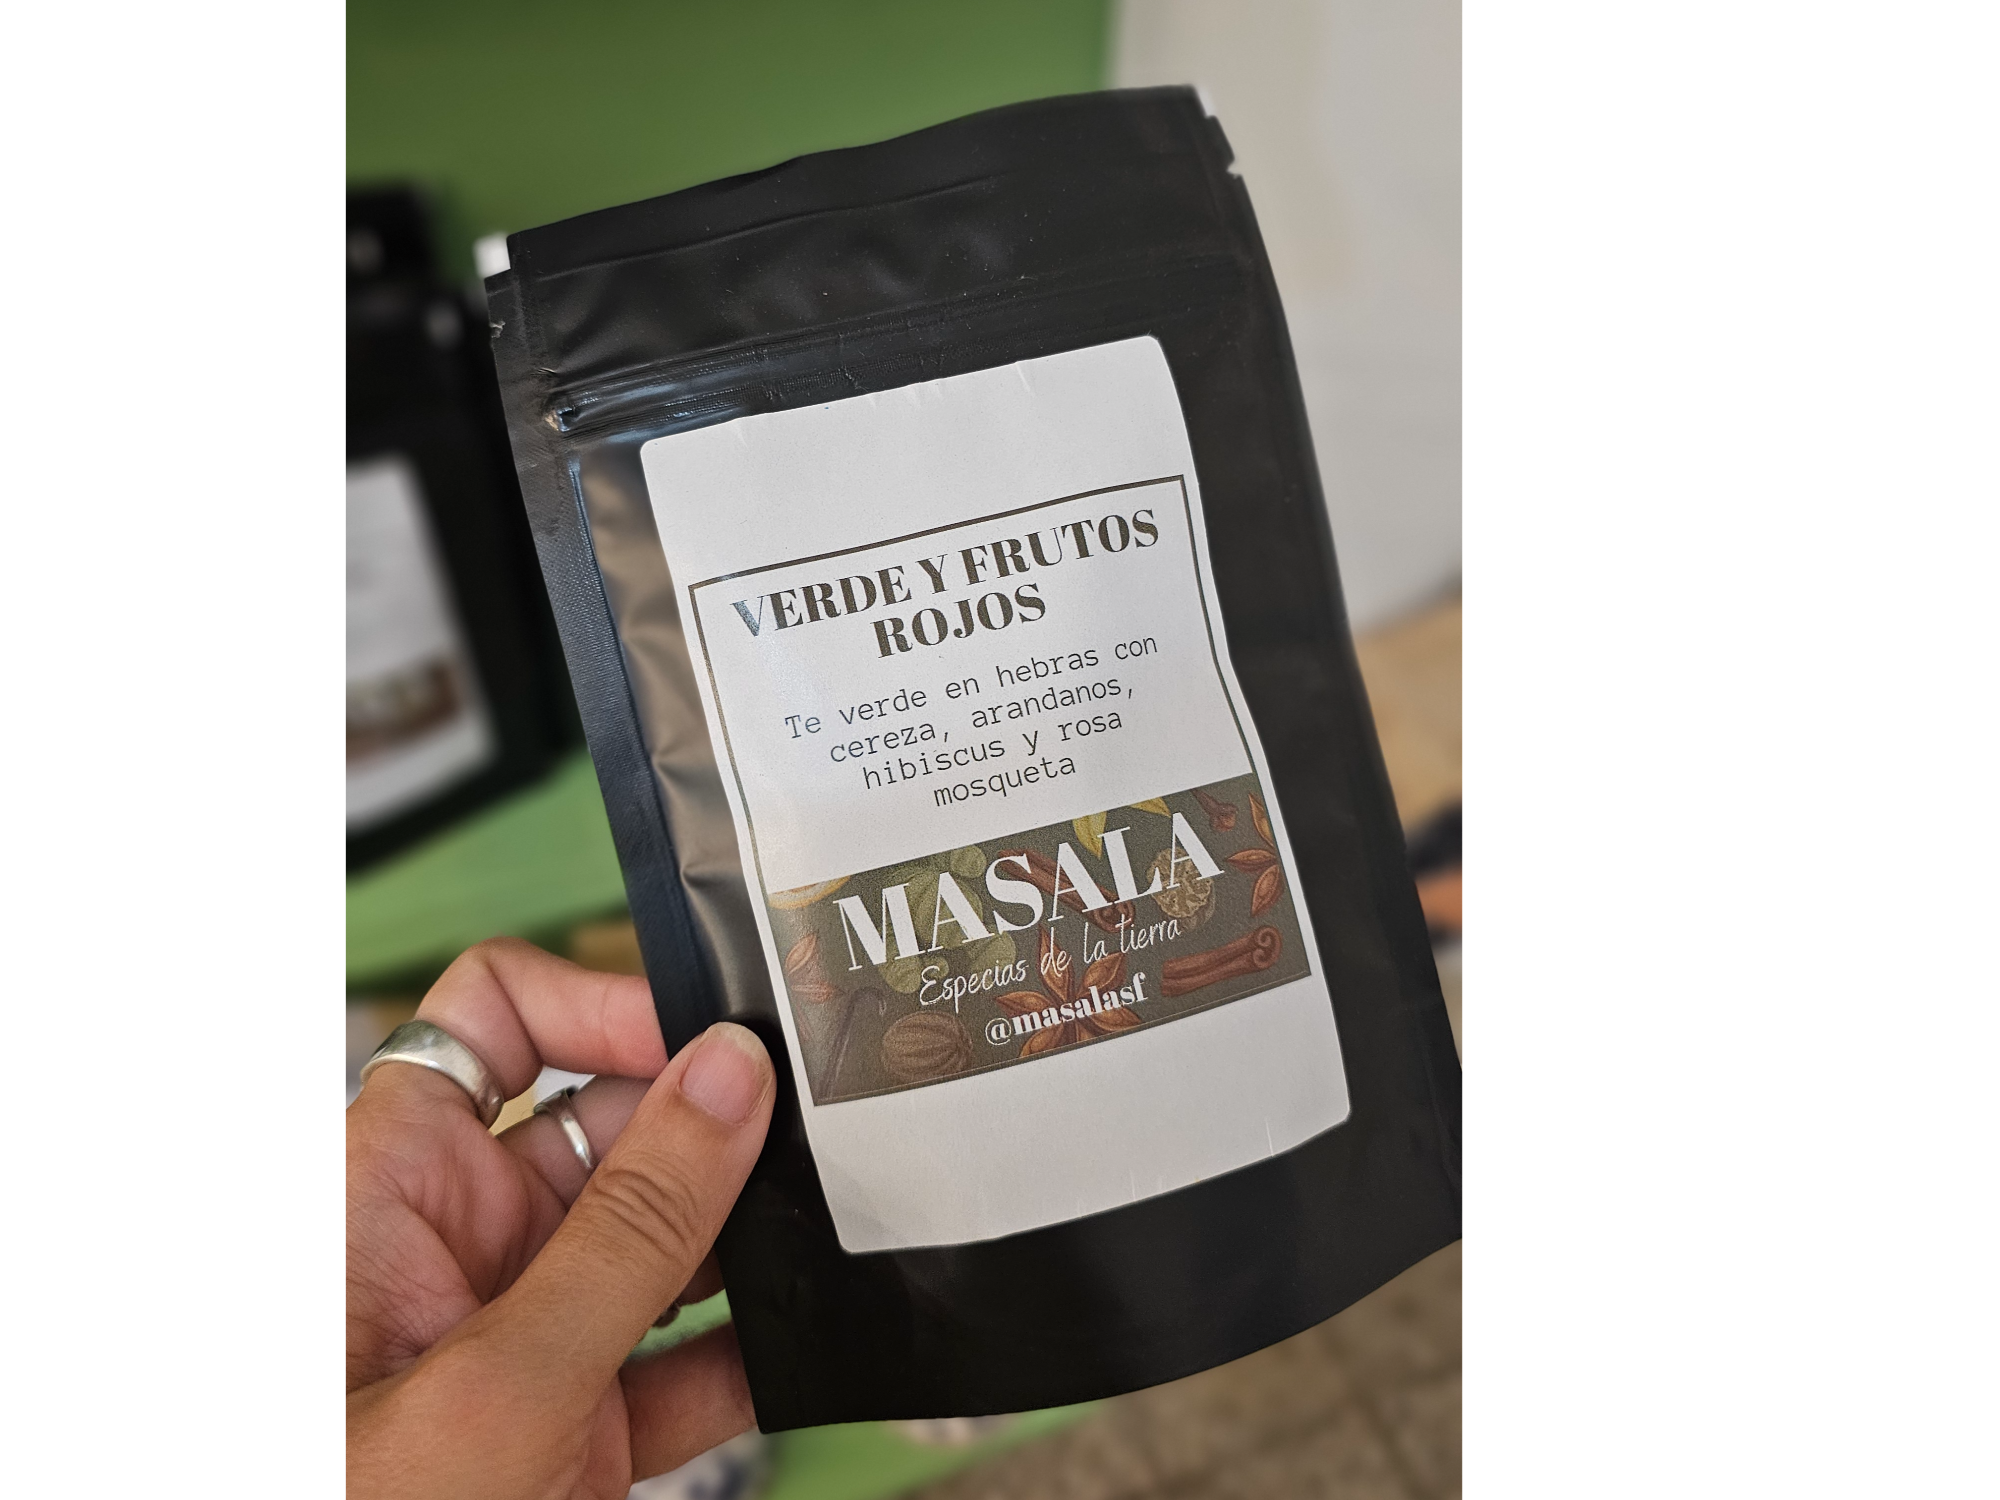 VERDE Y FRUTOS
ROJOS
Te verde en hebras con
cereza, arandanos,
hibiscus y rosa
mosqueta
MASALA
Especias de la tierra
@masalasf